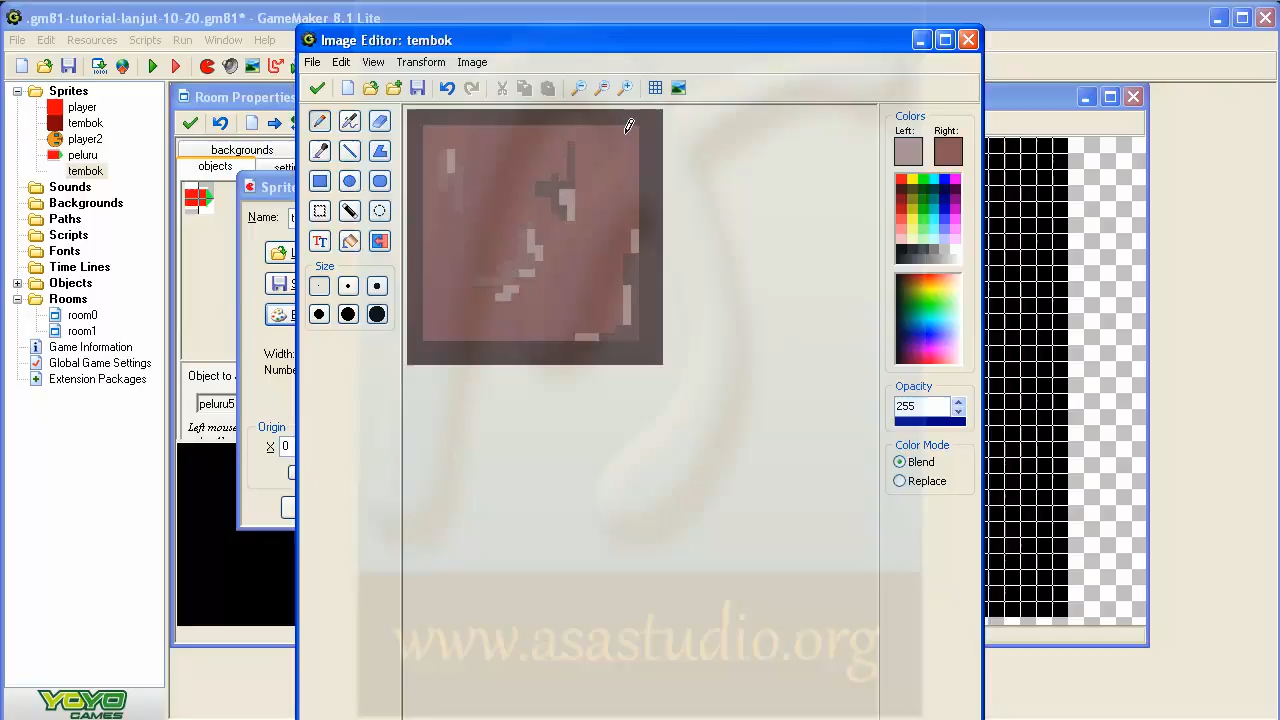 .gm81-tutorial-lanjut-10-20.gm81* - GameMaker 8.1 Lite
File Edit Resources Scripts Run Window Help
Sprites
player
tembok
player2
peluru
tembok
Sounds
Backgrounds
Paths
Scripts
Fonts
Time Lines
Objects
Rooms
room0
room1
Game Information
Global Game Settings
Extension Packages
YOYO
GAMES
Room Properties
backgrounds
objects
Object to
peluru5
Left mouse
Name:
Width
Numbe
Origin
X 0
Image Editor: tembok
File Edit View Transform Image
TT
Size
Colors
Left: Right:
Opacity
255
Color Mode
Blend
Replace
www.asastudio.org